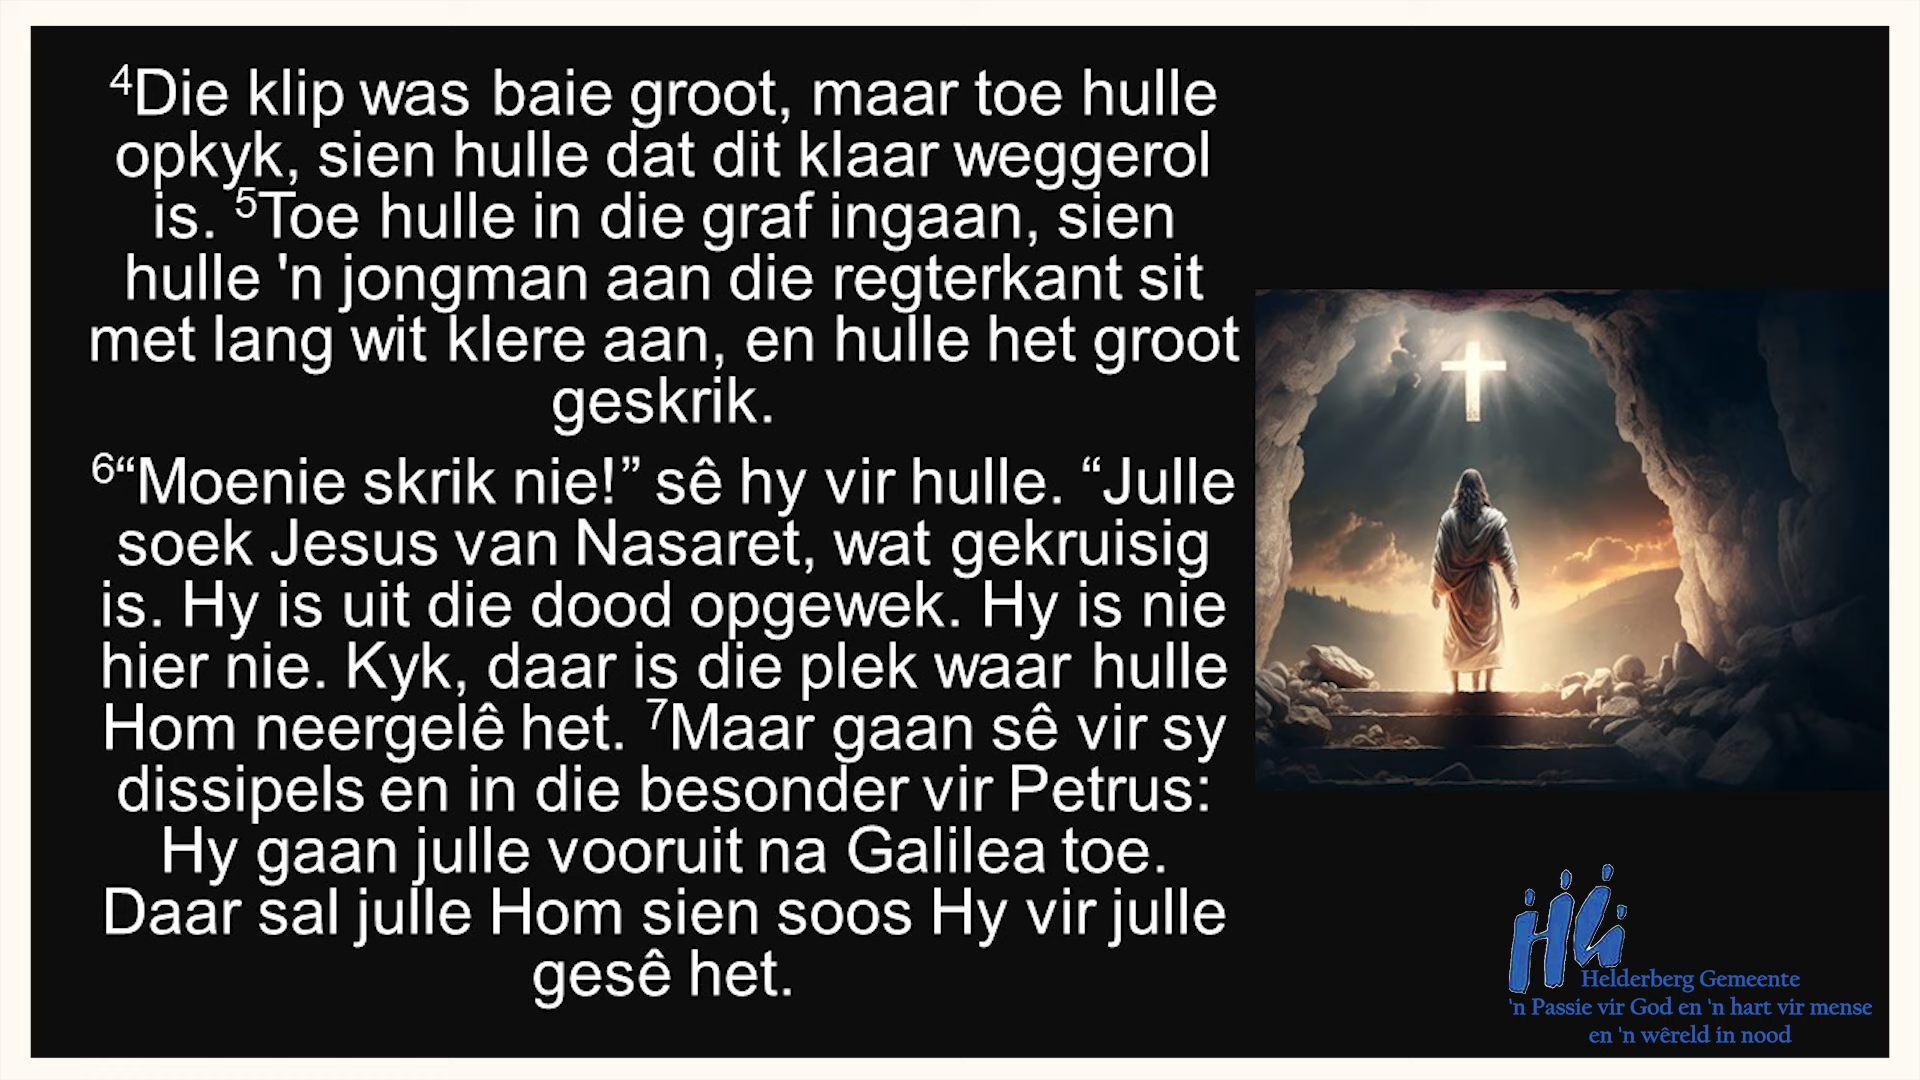 ⁴Die klip was baie groot, maar toe hulle
opkyk, sien hulle dat dit klaar weggerol
is. ⁵Toe hulle in die graf ingaan, sien
hulle 'n jongman aan die regterkant sit
met lang wit klere aan, en hulle het groot
geskrik.
⁶“Moenie skrik nie!” sê hy vir hulle. “Julle
soek Jesus van Nasaret, wat gekruisig
is. Hy is uit die dood opgewek. Hy is nie
hier nie. Kyk, daar is die plek waar hulle
Hom neergelê het. ⁷Maar gaan sê vir sy
dissipels en in die besonder vir Petrus:
Hy gaan julle vooruit na Galilea toe.
Daar sal julle Hom sien soos Hy vir julle
gesê het.
HG
Helderberg Gemeente
'n Passie vir God en 'n hart vir mense
en 'n wêreld in nood